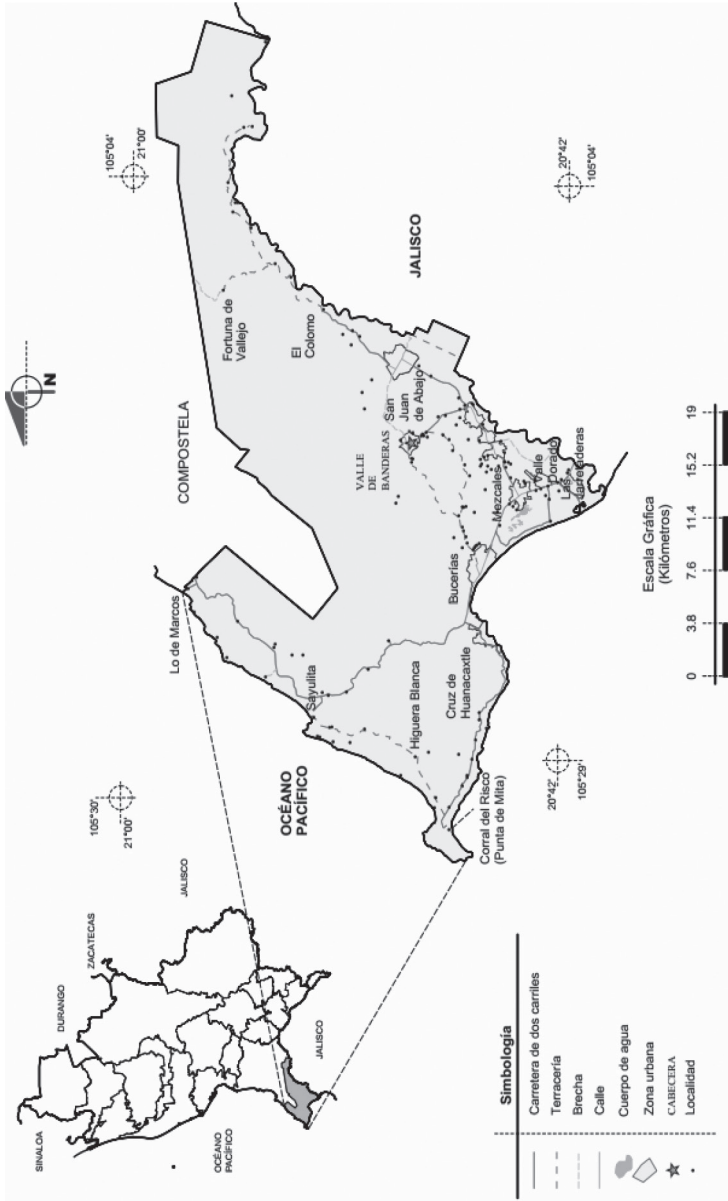 SINALOA
DURANGO
ZACATECAS
JALISCO
OCÉANO
PACÍFICO
JALISCO
105°30'
21°00'
105°04'
21°00'
N
COMPOSTELA
Lo de Marcos
Fortuna de
Vallejo
El
Colomo
OCÉANO
PACÍFICO
Sayulita
VALLE
DE
BANDERAS
San
Juan
de Abajo
JALISCO
Higuera Blanca
Bucerías
Mezcales
Cruz de
Huanacaxtle
Valle
Dorado
Las
Jarretaderas
Corral del Risco
(Punta de Mita)
20°42'
105°29'
20°42'
105°04'
Simbología
Carretera de dos carriles
Terracería
Brecha
Calle
Cuerpo de agua
Zona urbana
CABECERA
Localidad
Escala Gráfica
(Kilómetros)
0 3.8 7.6 11.4 15.2 19